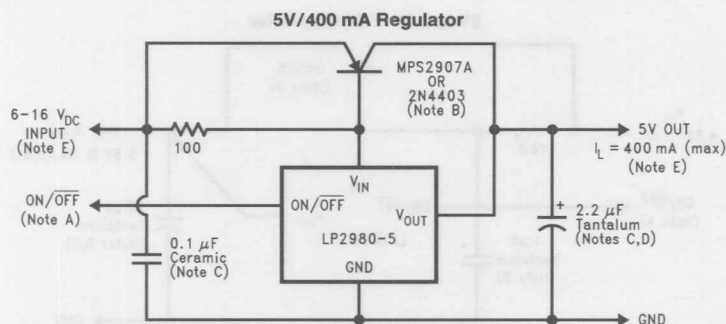 5V/400 mA Regulator
MPS2907A
OR
2N4403
(Note B)
6-16 VDC
INPUT
(Note E)
100
5V OUT
IL = 400 mA (max)
(Note E)
ON/OFF
(Note A)
VIN
ON/OFF
VOUT
LP2980-5
GND
0.1 μF
Ceramic
(Note C)
+
2.2 μF
Tantalum
(Notes C,D)
GND